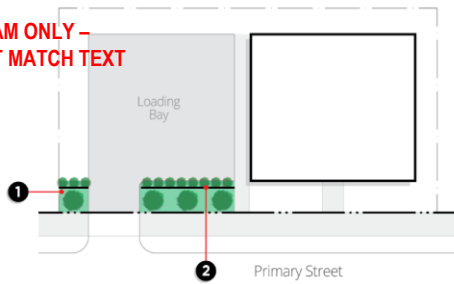 AM ONLY –
T MATCH TEXT
Loading
Bay
1
2
Primary Street